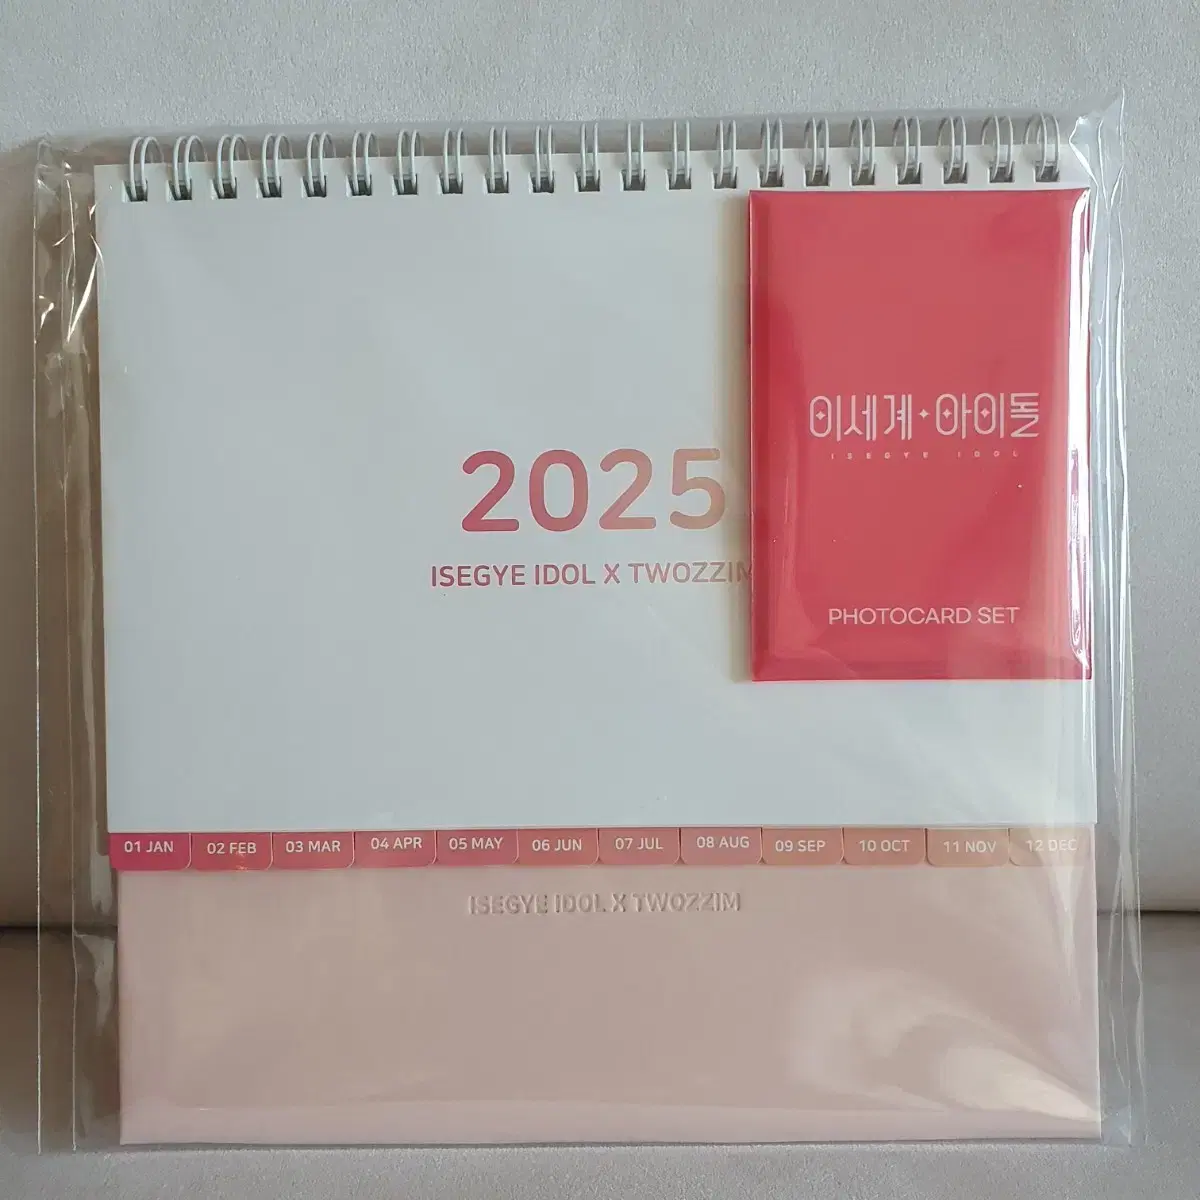 2025
ISEGYE IDOL X TWOZZIM
이세계아이돌
ISEGYE IDOL
PHOTOCARD SET
01 JAN 02 FEB 03 MAR 04 APR 05 MAY 06 JUN 07 JUL 08 AUG 09 SEP 10 OCT 11 NOV 12 DEC
ISEGYE IDOL X TWOZZIM